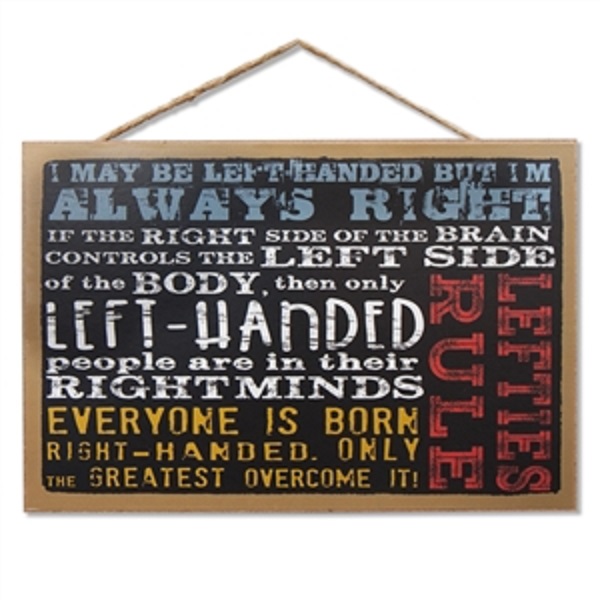 I MAY BE LEFT-HANDED BUT I'M
ALWAYS RIGHT
IF THE RIGHT SIDE OF THE BRAIN
CONTROLS THE LEFT SIDE
of the BODY, then only
LEFT-HANDED
people are in their
RIGHT MINDS
EVERYONE IS BORN
RIGHT-HANDED. ONLY
THE GREATEST OVERCOME IT!
LEFTIES
RULE